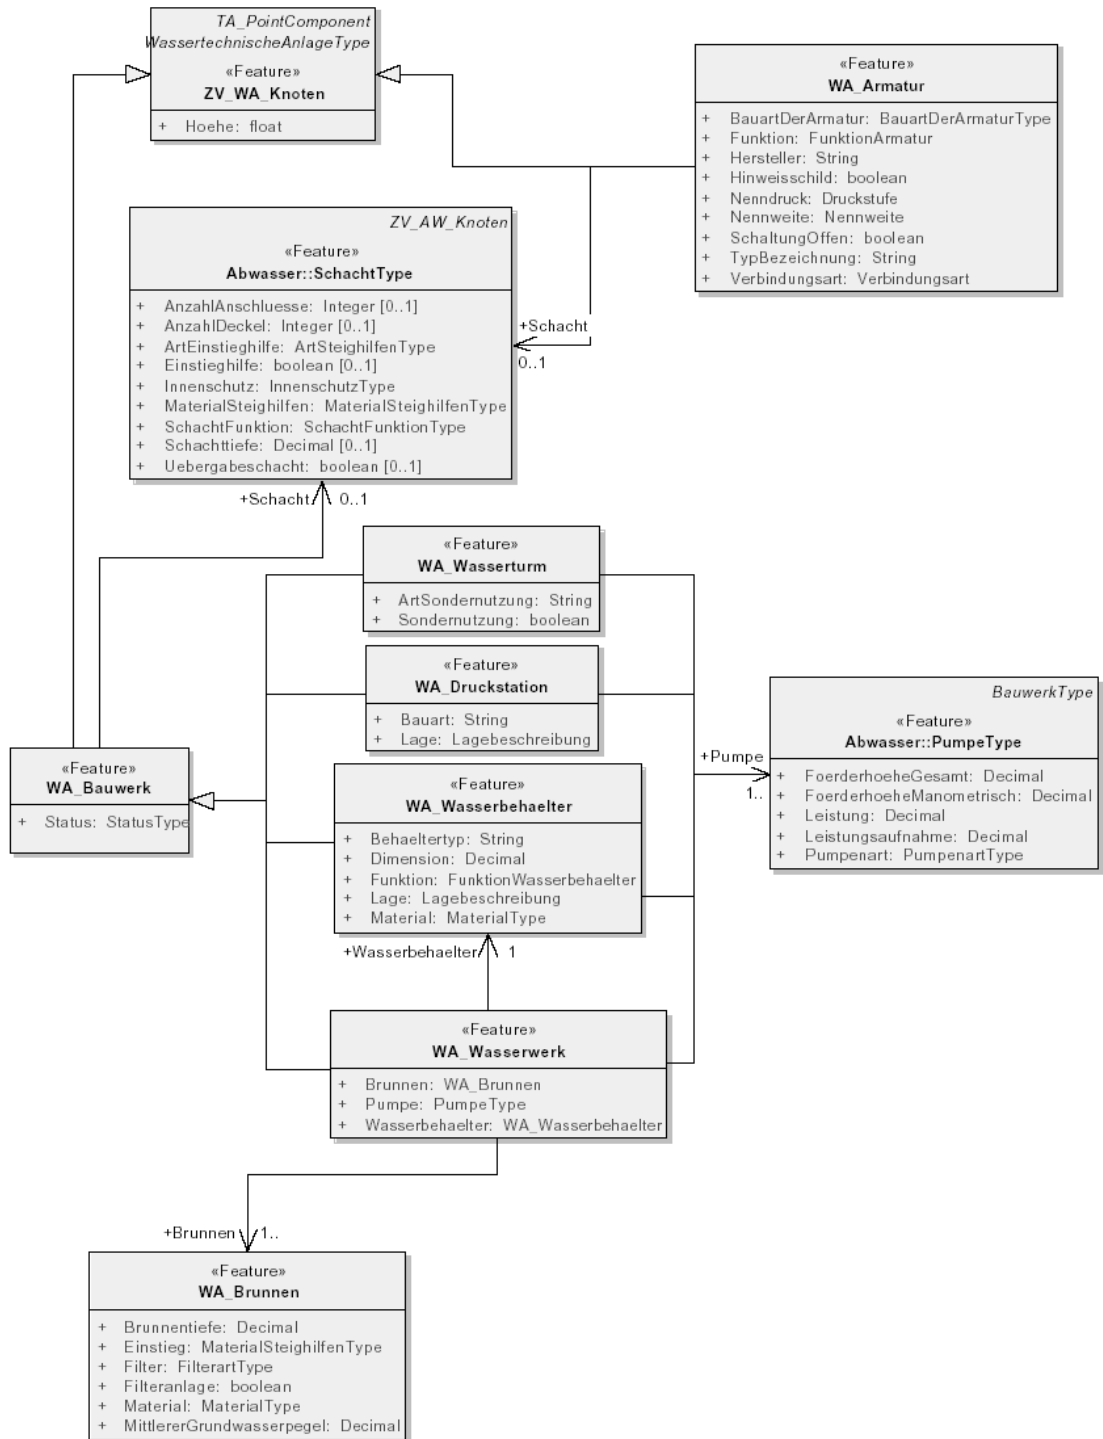 TA_PointComponent
WassertechnischeAnlageType
«Feature»
ZV_WA_Knoten
+ Hoehe: float
«Feature»
WA_Armatur
+ BauartDerArmatur: BauartDerArmaturType
+ Funktion: FunktionArmatur
+ Hersteller: String
+ Hinweisschild: boolean
+ Nenndruck: Druckstufe
+ Nennweite: Nennweite
+ SchaltungOffen: boolean
+ TypBezeichnung: String
+ Verbindungsart: Verbindungsart
ZV_AW_Knoten
«Feature»
Abwasser::SchachtType
+ AnzahlAnschluesse: Integer [0..1]
+ AnzahlDeckel: Integer [0..1]
+ ArtEinstieghilfe: ArtSteighilfenType
+ Einstieghilfe: boolean [0..1]
+ Innenschutz: InnenschutzType
+ MaterialSteighilfen: MaterialSteighilfenType
+ SchachtFunktion: SchachtFunktionType
+ Schachttiefe: Decimal [0..1]
+ Uebergabeschacht: boolean [0..1]
+Schacht
0..1
+Schacht 0..1
«Feature»
WA_Wasserturm
+ ArtSondernutzung: String
+ Sondernutzung: boolean
«Feature»
WA_Druckstation
+ Bauart: String
+ Lage: Lagebeschreibung
BauwerkType
«Feature»
Abwasser::PumpeType
+ FoerderhoeheGesamt: Decimal
+ FoerderhoeheManometrisch: Decimal
+ Leistung: Decimal
+ Leistungsaufnahme: Decimal
+ Pumpenart: PumpenartType
+Pumpe
1..
«Feature»
WA_Bauwerk
+ Status: StatusType
«Feature»
WA_Wasserbehaelter
+ Behaeltertyp: String
+ Dimension: Decimal
+ Funktion: FunktionWasserbehaelter
+ Lage: Lagebeschreibung
+ Material: MaterialType
+Wasserbehaelter 1
«Feature»
WA_Wasserwerk
+ Brunnen: WA_Brunnen
+ Pumpe: PumpeType
+ Wasserbehaelter: WA_Wasserbehaelter
+Brunnen 1..
«Feature»
WA_Brunnen
+ Brunnentiefe: Decimal
+ Einstieg: MaterialSteighilfenType
+ Filter: FilterartType
+ Filteranlage: boolean
+ Material: MaterialType
+ MittlererGrundwasserpegel: Decimal